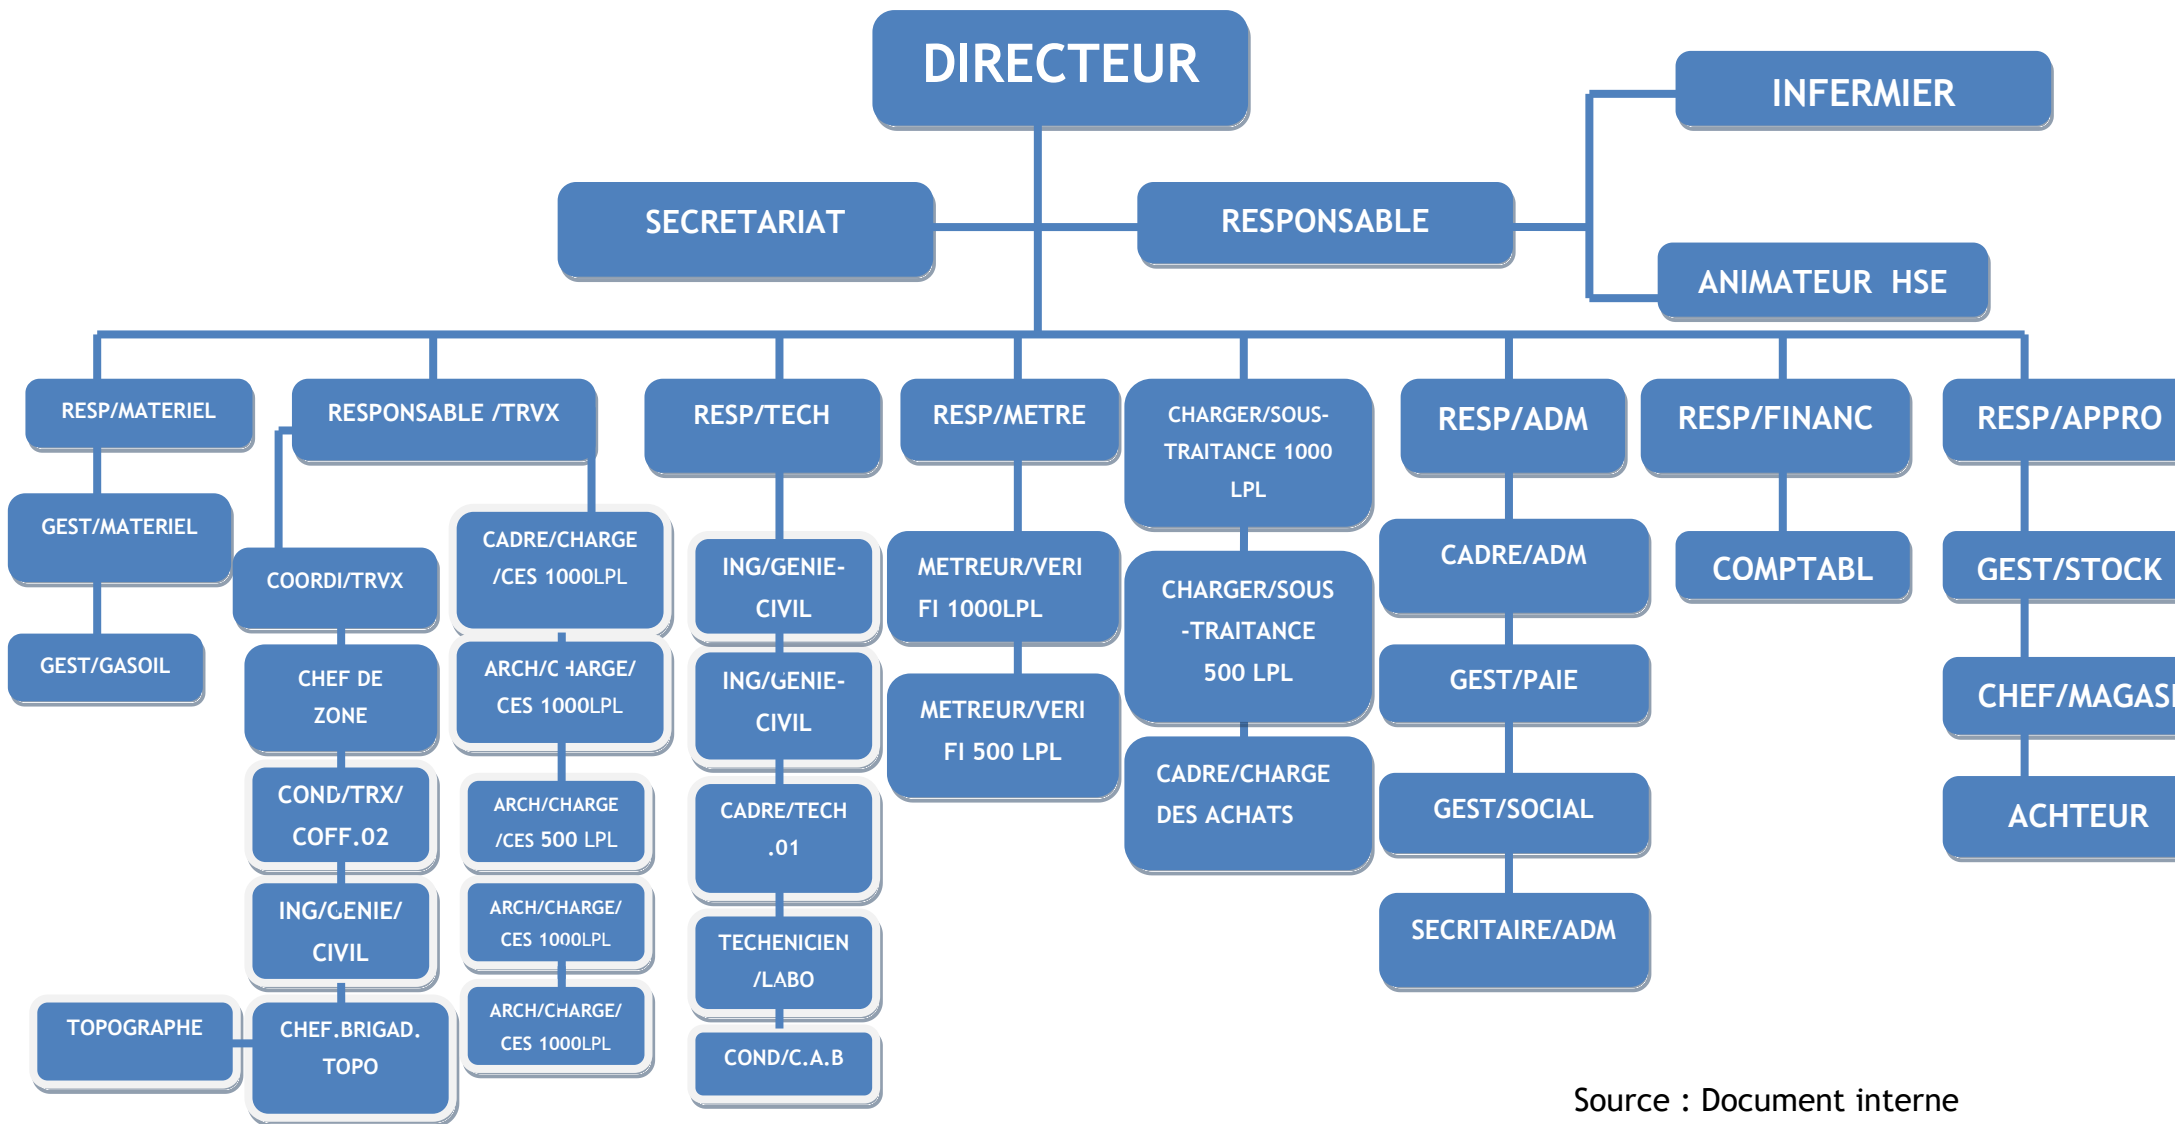 DIRECTEUR
INFERMIER
SECRETARIAT
RESPONSABLE
ANIMATEUR HSE
RESP/MATERIEL
GEST/MATERIEL
GEST/GASOIL
RESPONSABLE /TRVX
COORDI/TRVX
CHEF DE
ZONE
COND/TRX/
COFF.02
ING/GENIE/
CIVIL
CHEF.BRIGAD.
TOPO
TOPOGRAPHE
CADRE/CHARGE
/CES 1000LPL
ARCH/CHARGE/
CES 1000LPL
ARCH/CHARGE
/CES 500 LPL
ARCH/CHARGE/
CES 1000LPL
ARCH/CHARGE/
CES 1000LPL
RESP/TECH
ING/GENIE-
CIVIL
ING/GENIE-
CIVIL
CADRE/TECH
.01
TECHENICIEN
/LABO
COND/C.A.B
RESP/METRE
METREUR/VERI
FI 1000LPL
METREUR/VERI
FI 500 LPL
CHARGER/SOUS-
TRAITANCE 1000
LPL
CHARGER/SOUS
-TRAITANCE
500 LPL
CADRE/CHARGE
DES ACHATS
RESP/ADM
CADRE/ADM
GEST/PAIE
GEST/SOCIAL
SECRITAIRE/ADM
RESP/FINANC
COMPTABL
RESP/APPRO
GEST/STOCK
CHEF/MAGASI
ACHTEUR
Source : Document interne